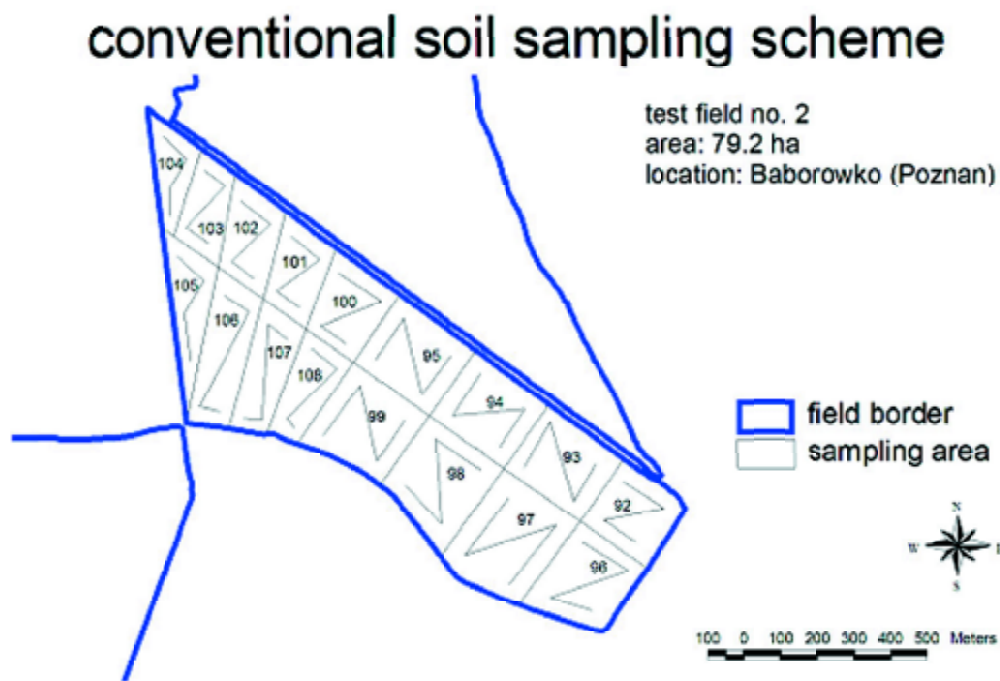 conventional soil sampling scheme
test field no. 2
area: 79.2 ha
location: Baborowko (Poznan)
104
103
102
101
100
105
106
107
108
95
94
99
93
98
92
97
96
field border
sampling area
N
W
E
S
100 0 100 200 300 400 500 Meters